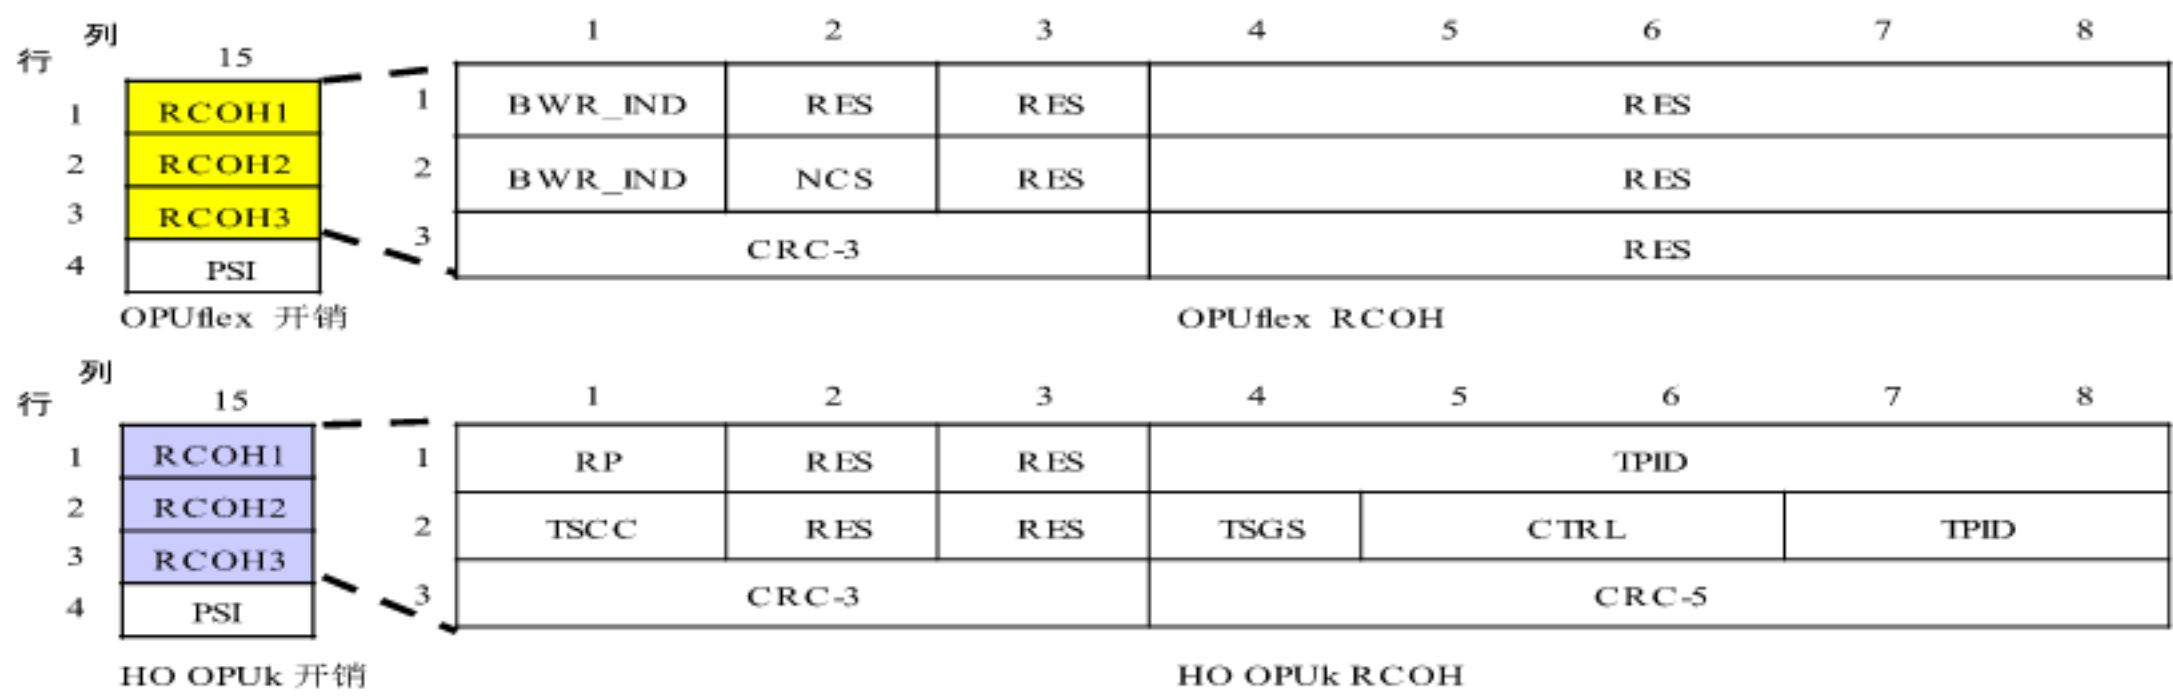 列 1 2 3 4 5 6 7 8
行 15
1 RCOH1 1 BWR_IND RES RES RES
2 RCOH2 2 BWR_IND NCS RES RES
3 RCOH3 3 CRC-3 RES
4 PSI
OPUflex 开销 OPUflex RCOH
列
行 15 1 2 3 4 5 6 7 8
1 RCOH1 1 RP RES RES TPID
2 RCOH2 2 TSCC RES RES TSGS CTRL TPID
3 RCOH3 3 CRC-3 CRC-5
4 PSI
HO OPUk 开销 HO OPUk RCOH